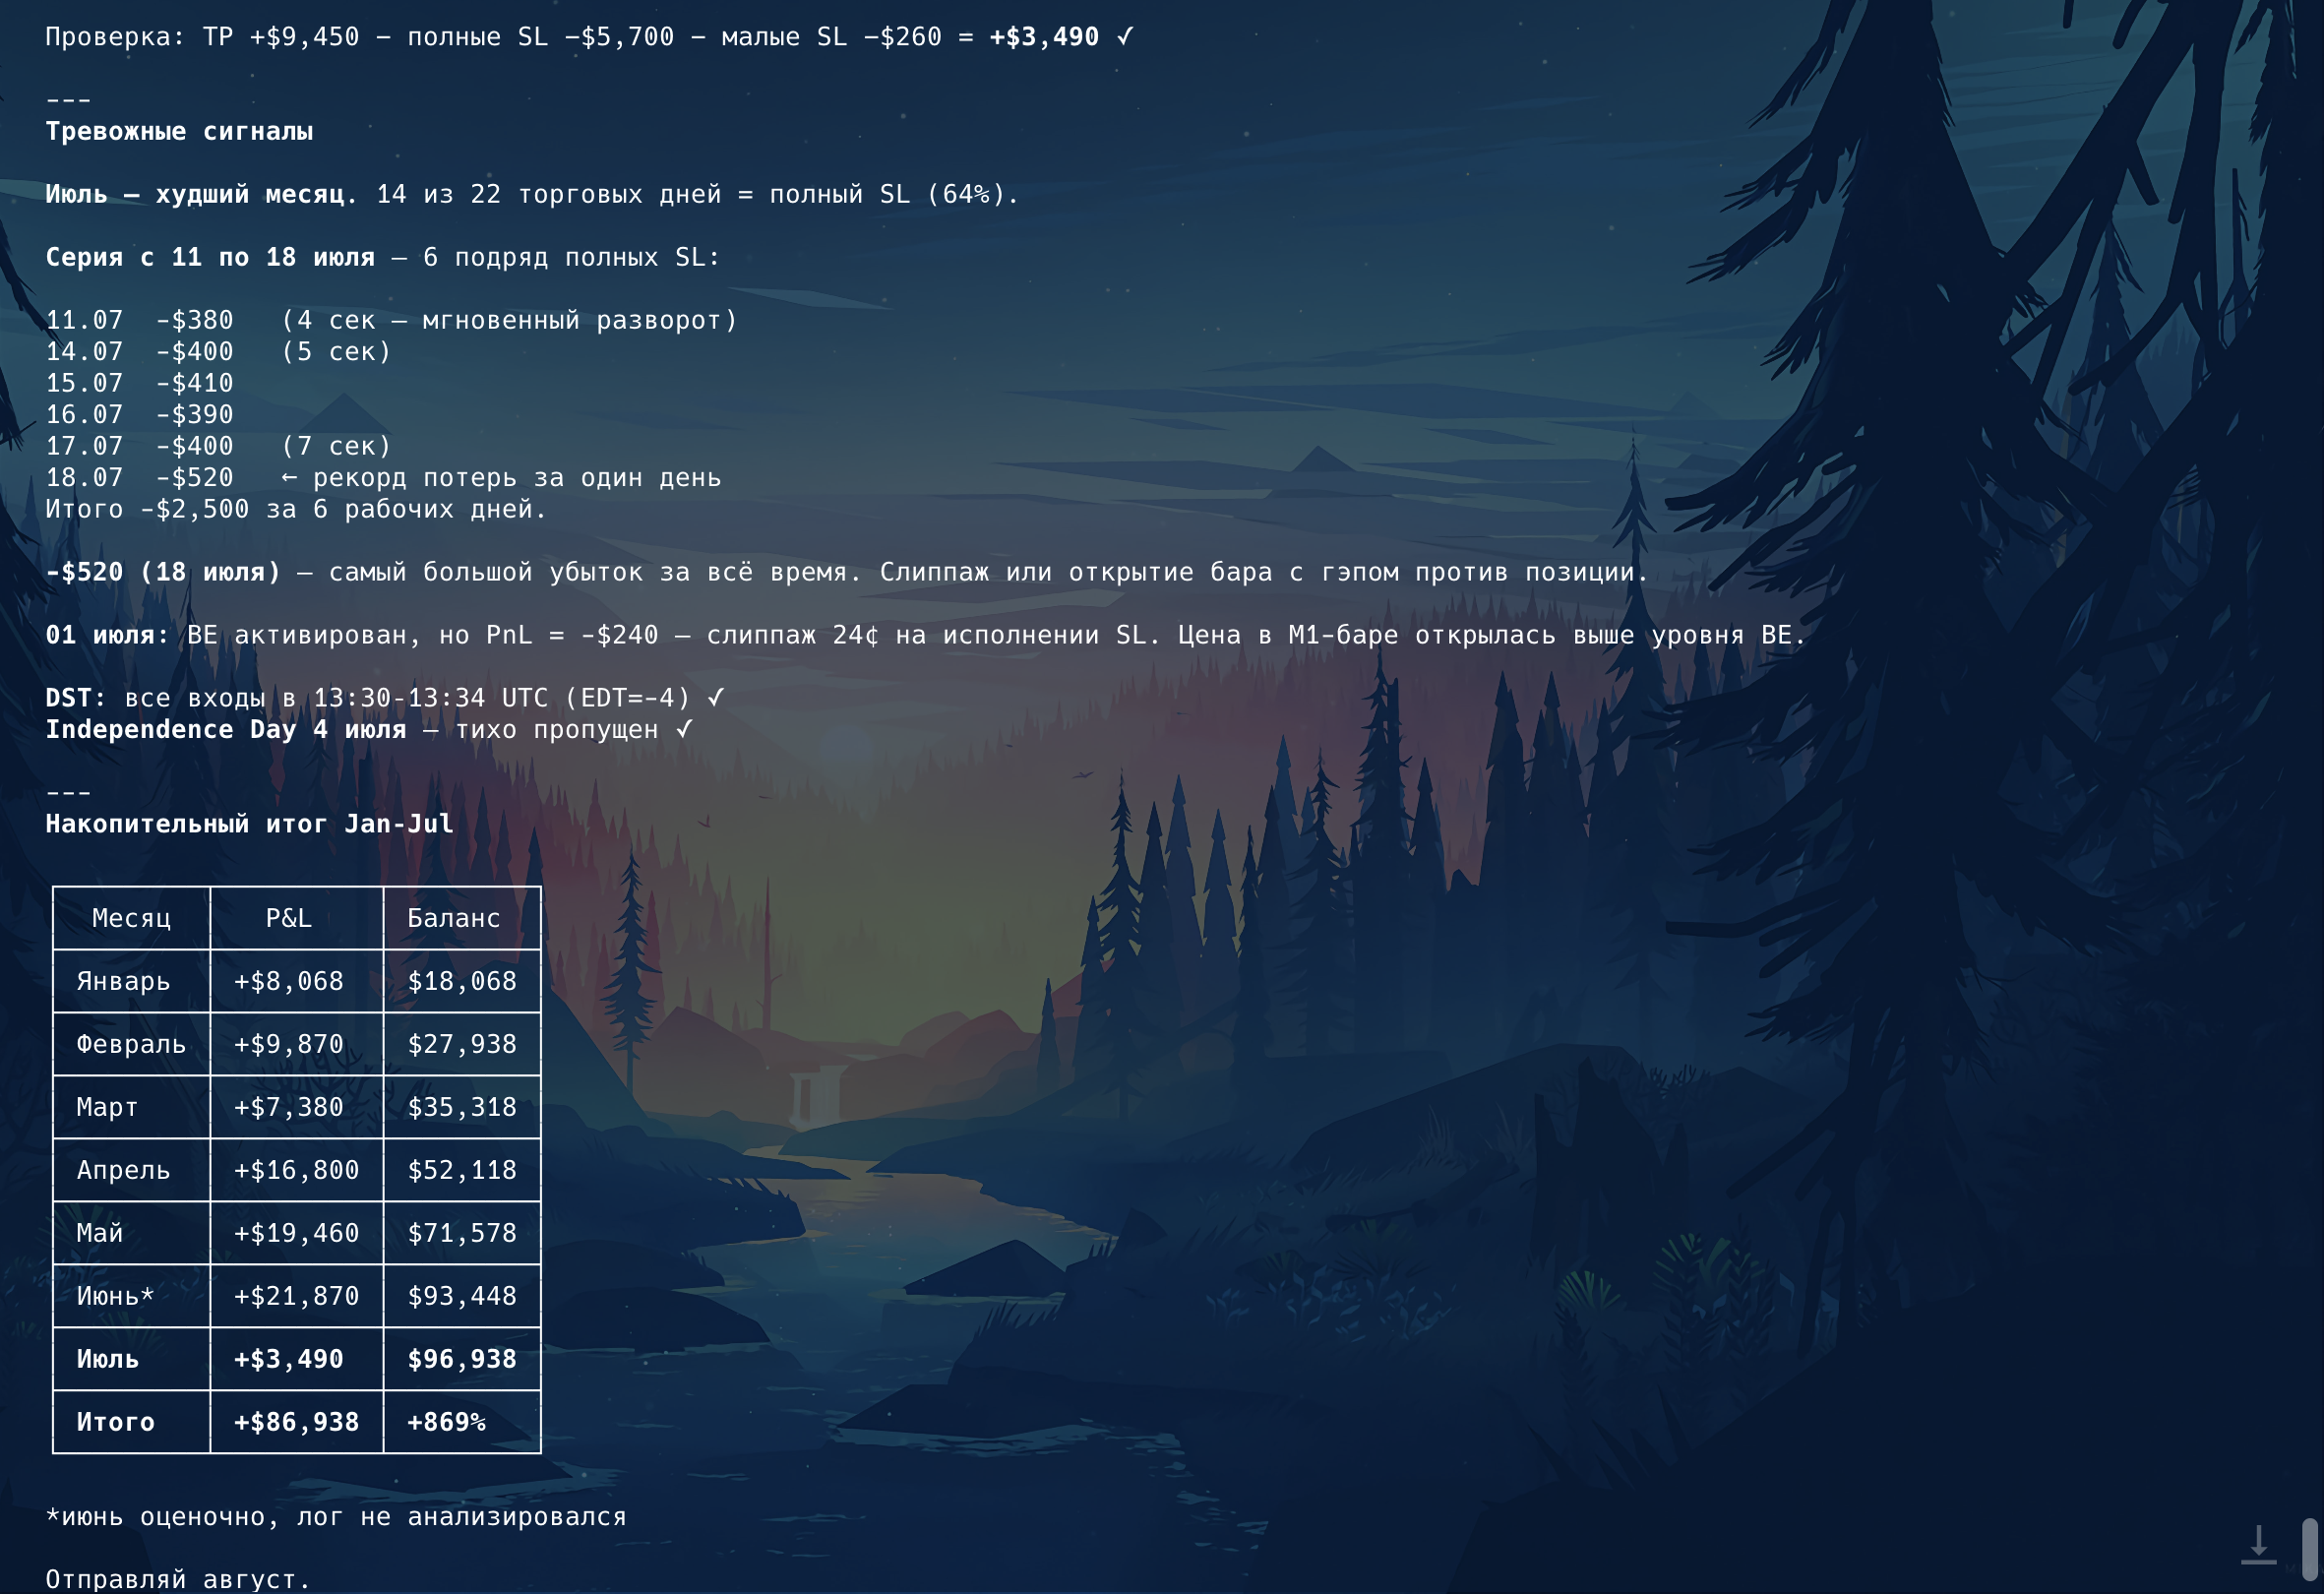 Проверка: TP +$9,450 − полные SL −$5,700 − малые SL −$260 = +$3,490 ✓
---
Тревожные сигналы
Июль — худший месяц. 14 из 22 торговых дней = полный SL (64%).
Серия с 11 по 18 июля — 6 подряд полных SL:
11.07 -$380 (4 сек — мгновенный разворот)
14.07 -$400 (5 сек)
15.07 -$410
16.07 -$390
17.07 -$400 (7 сек)
18.07 -$520 ← рекорд потерь за один день
Итого -$2,500 за 6 рабочих дней.
-$520 (18 июля) — самый большой убыток за всё время. Слиппаж или открытие бара с гэпом против позиции.
01 июля: BE активирован, но PnL = -$240 — слиппаж 24¢ на исполнении SL. Цена в M1-баре открылась выше уровня BE.
DST: все входы в 13:30-13:34 UTC (EDT=-4) ✓
Independence Day 4 июля — тихо пропущен ✓
---
Накопительный итог Jan-Jul
Месяц P&L Баланс
Январь +$8,068 $18,068
Февраль +$9,870 $27,938
Март +$7,380 $35,318
Апрель +$16,800 $52,118
Май +$19,460 $71,578
Июнь* +$21,870 $93,448
Июль +$3,490 $96,938
Итого +$86,938 +869%
*июнь оценочно, лог не анализировался
Отправляй август.